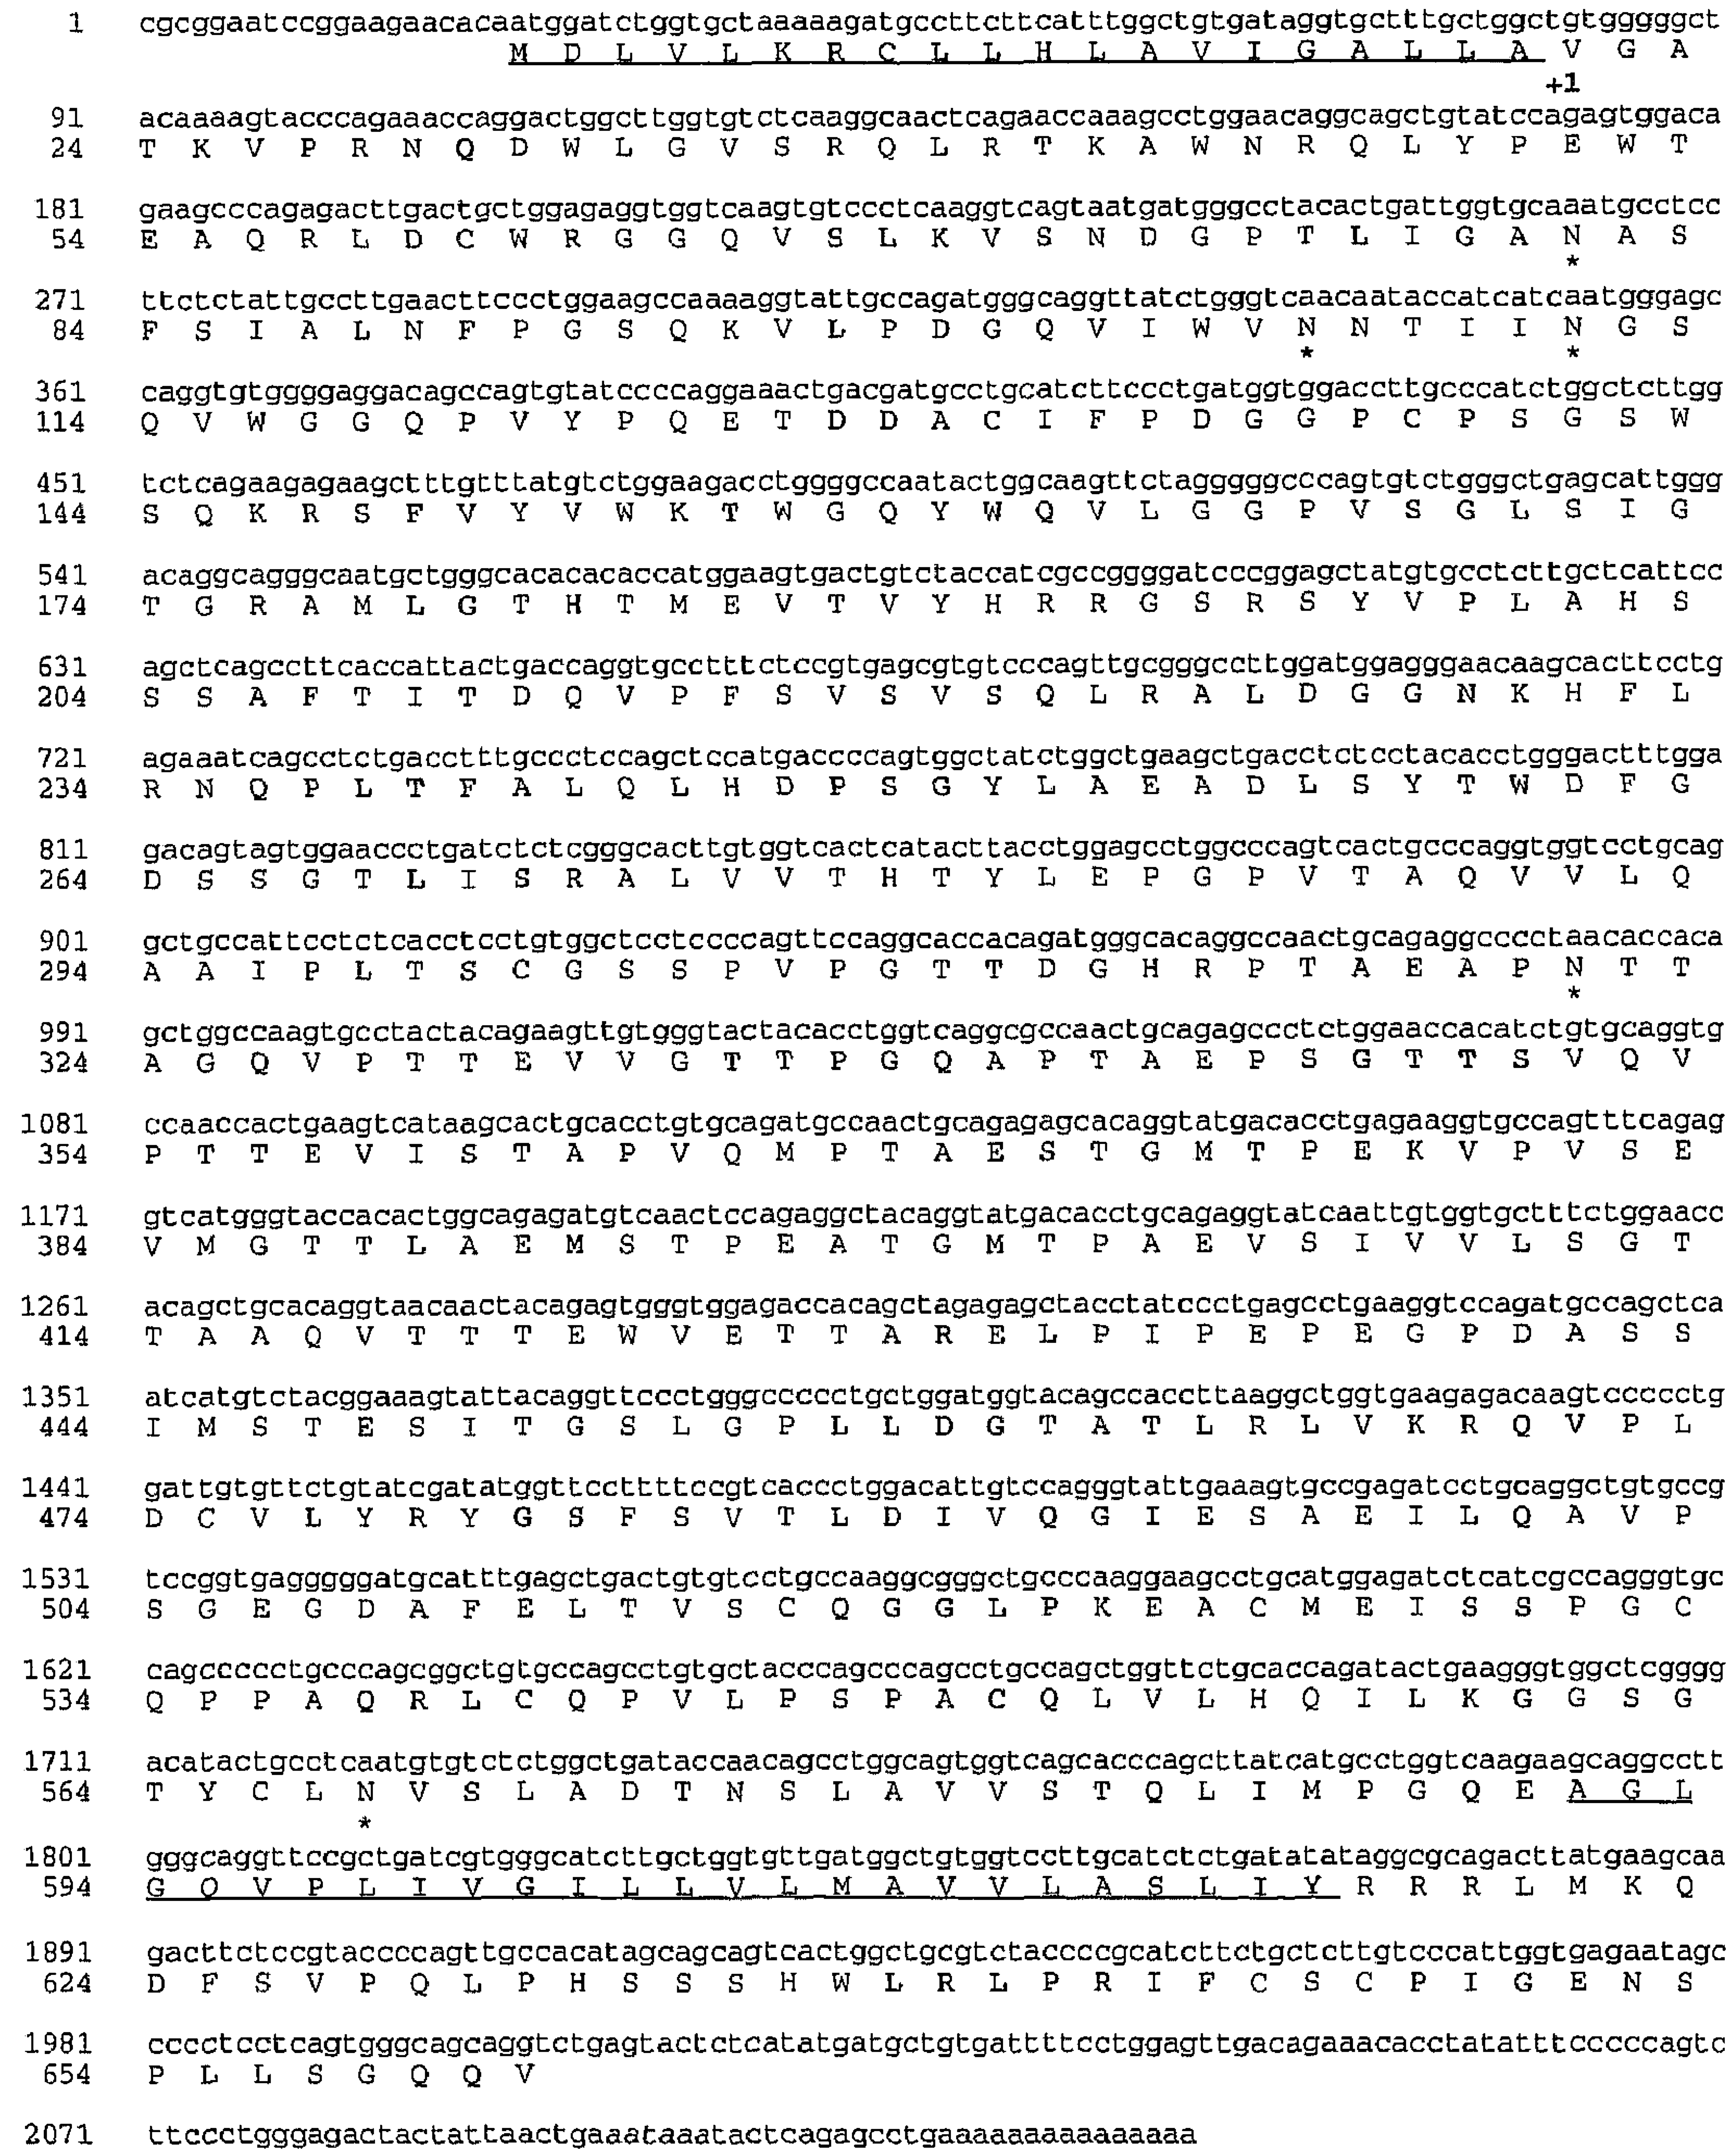 1 cgcggaatccggaagaacacaatggatctggtgctaaaaagatgccttcttcatttggctgtgataggtgctttgctggctgtgggggct
M D L V L K R C L L H L A V I G A L L A V G A
+1
91 acaaaagtacccagaaaccaggactggcttggtgtctcaaggcaactcagaaccaaagcctggaacaggcagctgtatccagagtggaca
24 T K V P R N Q D W L G V S R Q L R T K A W N R Q L Y P E W T
181 gaagcccagagacttgactgctggagaggtggtcaagtgtccctcaaggtcagtaatgatgggcctacactgattggtgcaaatgcctcc
54 E A Q R L D C W R G G Q V S L K V S N D G P T L I G A N A S
*
271 ttctctattgccttgaacttccctggaagccaaaaggtattgccagatgggcaggttatctgggtcaacaataccatcatcaatgggagc
84 F S I A L N F P G S Q K V L P D G Q V I W V N N T I I N G S
* *
361 caggtgtggggaggacagccagtgtatccccaggaaactgacgatgcctgcatcttccctgatggtggaccttgcccatctggctcttgg
114 Q V W G G Q P V Y P Q E T D D A C I F P D G G P C P S G S W
451 tctcagaagagaagctttgtttatgtctggaagacctggggccaatactggcaagttctagggggcccagtgtctgggctgagcattggg
144 S Q K R S F V Y V W K T W G Q Y W Q V L G G P V S G L S I G
541 acaggcagggcaatgctgggcacacacaccatggaagtgactgtctaccatcgccggggatcccggagctatgtgcctcttgctcattcc
174 T G R A M L G T H T M E V T V Y H R R G S R S Y V P L A H S
631 agctcagccttcaccattactgaccaggtgcctttctccgtgagcgtgtcccagttgcgggccttggatggagggaacaagcacttcctg
204 S S A F T I T D Q V P F S V S V S Q L R A L D G G N K H F L
721 agaaatcagcctctgacctttgccctccagctccatgaccccagtggctatctggctgaagctgacctctcctacacctgggactttgga
234 R N Q P L T F A L Q L H D P S G Y L A E A D L S Y T W D F G
811 gacagtagtggaaccctgatctctcgggcacttgtggtcactcatacttacctggagcctggcccagtcactgcccaggtggtcctgcag
264 D S S G T L I S R A L V V T H T Y L E P G P V T A Q V V L Q
901 gctgccattcctctcacctcctgtggctcctccccagttccaggcaccacagatgggcacaggccaactgcagaggcccctaacaccaca
294 A A I P L T S C G S S P V P G T T D G H R P T A E A P N T T
*
991 gctggccaagtgcctactacagaagttgtgggtactacacctggtcaggcgccaactgcagagccctctggaaccacatctgtgcaggtg
324 A G Q V P T T E V V G T T P G Q A P T A E P S G T T S V Q V
1081 ccaaccactgaagtcataagcactgcacctgtgcagatgccaactgcagagagcacaggtatgacacctgagaaggtgccagtttcagag
354 P T T E V I S T A P V Q M P T A E S T G M T P E K V P V S E
1171 gtcatgggtaccacactggcagagatgtcaactccagaggctacaggtatgacacctgcagaggtatcaattgtggtgctttctggaacc
384 V M G T T L A E M S T P E A T G M T P A E V S I V V L S G T
1261 acagctgcacaggtaacaactacagagtgggtggagaccacagctagagagctacctatccctgagcctgaaggtccagatgccagctca
414 T A A Q V T T T E W V E T T A R E L P I P E P E G P D A S S
1351 atcatgtctacggaaagtattacaggttccctgggccccctgctggatggtacagccaccttaaggctggtgaagagacaagtccccctg
444 I M S T E S I T G S L G P L L D G T A T L R L V K R Q V P L
1441 gattgtgttctgtatcgatatggttccttttccgtcaccctggacattgtccagggtattgaaagtgccgagatcctgcaggctgtgccg
474 D C V L Y R Y G S F S V T L D I V Q G I E S A E I L Q A V P
1531 tccggtgagggggatgcatttgagctgactgtgtcctgccaaggcgggctgcccaaggaagcctgcatggagatctcatcgccagggtgc
504 S G E G D A F E L T V S C Q G G L P K E A C M E I S S P G C
1621 cagccccctgcccagcggctgtgccagcctgtgctacccagcccagcctgccagctggttctgcaccagatactgaagggtggctcgggg
534 Q P P A Q R L C Q P V L P S P A C Q L V L H Q I L K G G S G
1711 acatactgcctcaatgtgtctctggctgataccaacagcctggcagtggtcagcacccagcttatcatgcctggtcaagaagcaggcctt
564 T Y C L N V S L A D T N S L A V V S T Q L I M P G Q E A G L
*
1801 gggcaggttccgctgatcgtgggcatcttgctggtgttgatggctgtggtccttgcatctctgatatataggcgcagacttatgaagcaa
594 G Q V P L I V G I L L V L M A V V L A S L I Y R R R L M K Q
1891 gacttctccgtaccccagttgccacatagcagcagtcactggctgcgtctaccccgcatcttctgctcttgtcccattggtgagaatagc
624 D F S V P Q L P H S S S H W L R L P R I F C S C P I G E N S
1981 cccctcctcagtgggcagcaggtctgagtactctcatatgatgctgtgattttcctggagttgacagaaacacctatatttcccccagtc
654 P L L S G Q Q V
2071 ttccctgggagactactattaactgaaataaatactcagagcctgaaaaaaaaaaaaaaaaa